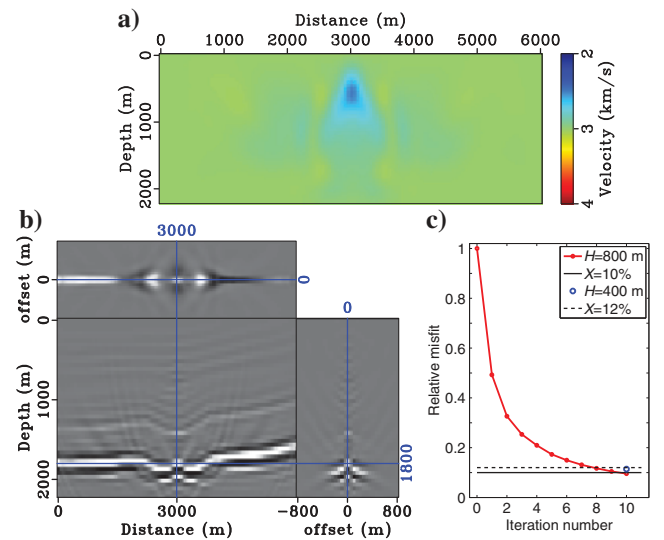 a)
Distance (m)
0 1000 2000 3000 4000 5000 6000
Depth (m)
0
1000
2000
2
3
4
Velocity (km/s)
b)
3000
offset (m)
0
0
0
Depth (m)
0
1000
2000
1800
0 3000 -800 0 800
Distance (m) offset (m)
c)
Relative misfit
1
0.8
0.6
0.4
0.2
0
0 2 4 6 8 10
Iteration number
H=800 m
X=10%
H=400 m
X=12%